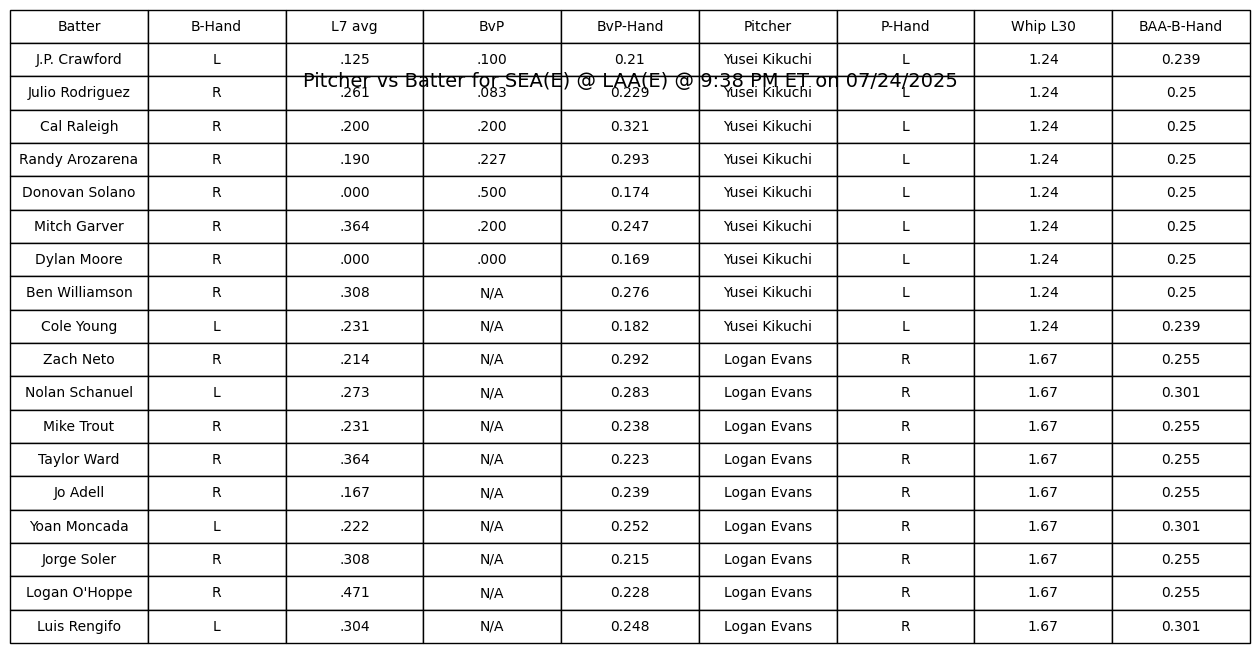 Batter B-Hand L7 avg BvP BvP-Hand Pitcher P-Hand Whip L30 BAA-B-Hand
J.P. Crawford L .125 .100 0.21 Yusei Kikuchi L 1.24 0.239
Pitcher vs Batter for SEA(E) @ LAA(E) @ 9:38 PM ET on 07/24/2025
Julio Rodriguez R .261 .083 0.229 Yusei Kikuchi L 1.24 0.25
Cal Raleigh R .200 .200 0.321 Yusei Kikuchi L 1.24 0.25
Randy Arozarena R .190 .227 0.293 Yusei Kikuchi L 1.24 0.25
Donovan Solano R .000 .500 0.174 Yusei Kikuchi L 1.24 0.25
Mitch Garver R .364 .200 0.247 Yusei Kikuchi L 1.24 0.25
Dylan Moore R .000 .000 0.169 Yusei Kikuchi L 1.24 0.25
Ben Williamson R .308 N/A 0.276 Yusei Kikuchi L 1.24 0.25
Cole Young L .231 N/A 0.182 Yusei Kikuchi L 1.24 0.239
Zach Neto R .214 N/A 0.292 Logan Evans R 1.67 0.255
Nolan Schanuel L .273 N/A 0.283 Logan Evans R 1.67 0.301
Mike Trout R .231 N/A 0.238 Logan Evans R 1.67 0.255
Taylor Ward R .364 N/A 0.223 Logan Evans R 1.67 0.255
Jo Adell R .167 N/A 0.239 Logan Evans R 1.67 0.255
Yoan Moncada L .222 N/A 0.252 Logan Evans R 1.67 0.301
Jorge Soler R .308 N/A 0.215 Logan Evans R 1.67 0.255
Logan O'Hoppe R .471 N/A 0.228 Logan Evans R 1.67 0.255
Luis Rengifo L .304 N/A 0.248 Logan Evans R 1.67 0.301